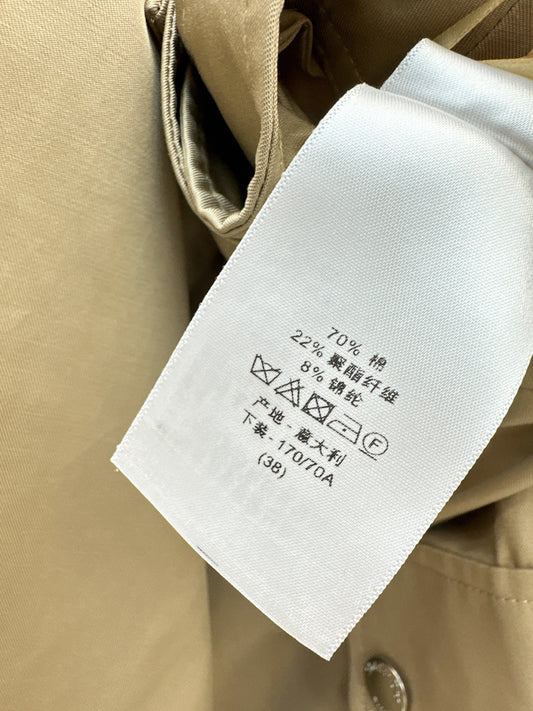 70% 棉
22% 聚酯纤维
8% 锦纶
F
产地 - 意大利
下装 - 170/70A
(38)